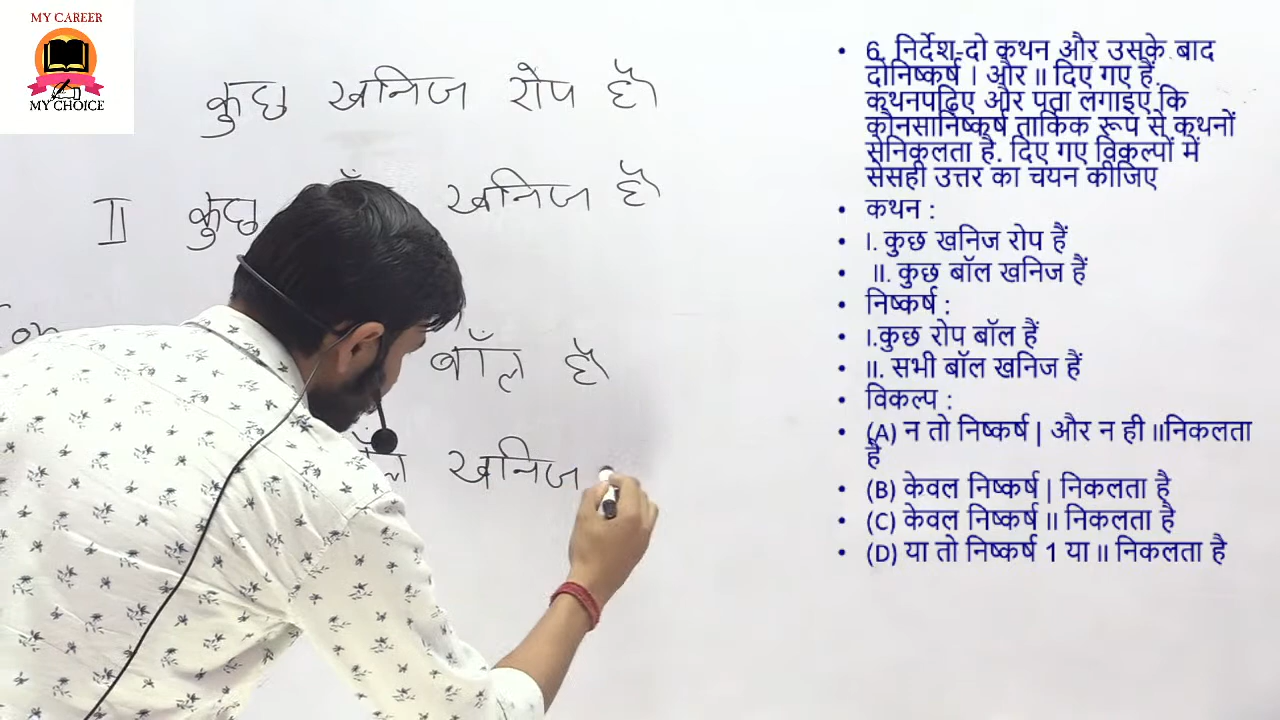 MY CAREER
MY CHOICE
कुछ खनिज रोप है।
II कुछ खनिज है।
बॉल है।
खनिज
• 6. निर्देश-दो कथन और उसके बाद
दोनिष्कर्ष I और II दिए गए हैं.
कथनपढ़िए और पता लगाइए कि
कौनसानिष्कर्ष तार्किक रूप से कथनों
सेनिकलता है. दिए गए विकल्पों में
सेसही उत्तर का चयन कीजिए
• कथन :
• I. कुछ खनिज रोप हैं
• II. कुछ बॉल खनिज हैं
• निष्कर्ष :
• I.कुछ रोप बॉल हैं
• II. सभी बॉल खनिज हैं
• विकल्प :
• (A) न तो निष्कर्ष | और न ही IIनिकलता
है
• (B) केवल निष्कर्ष | निकलता है
• (C) केवल निष्कर्ष II निकलता है
• (D) या तो निष्कर्ष 1 या II निकलता है